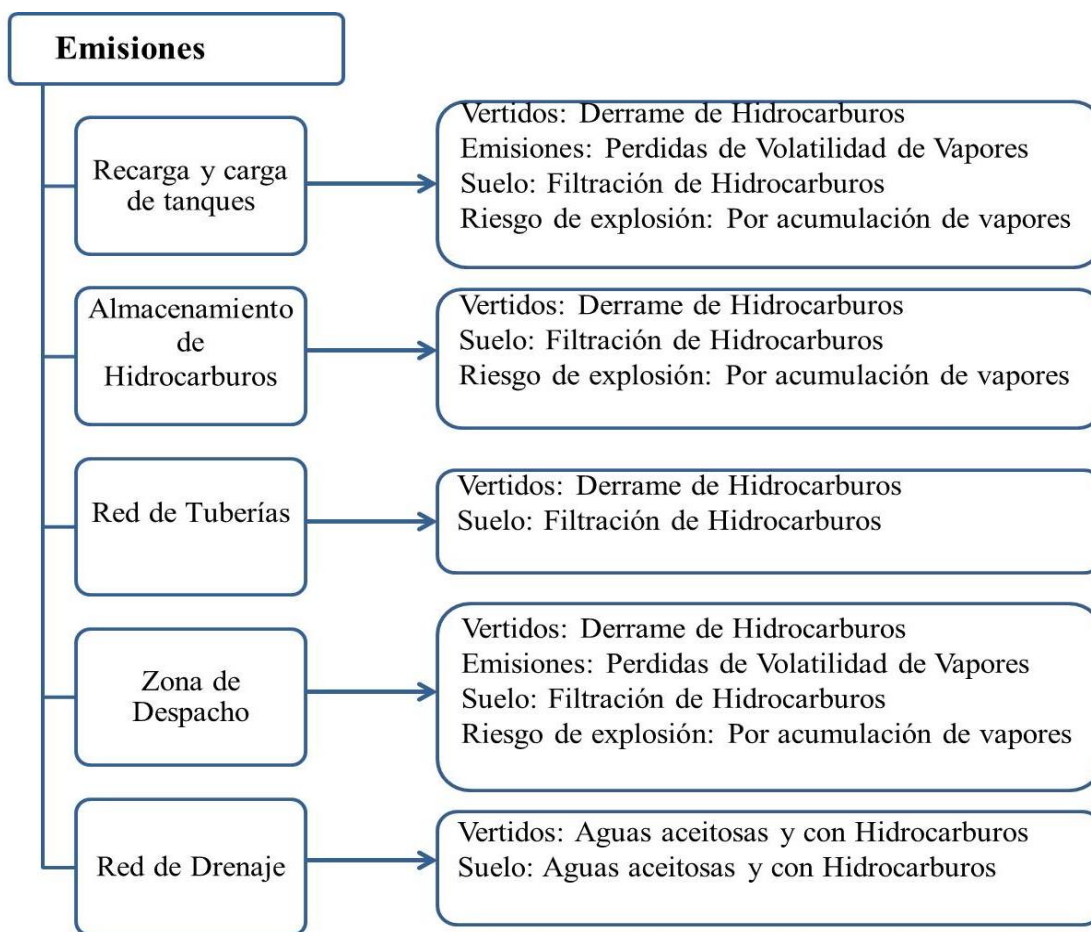 Emisiones
Recarga y carga
de tanques
Vertidos: Derrame de Hidrocarburos
Emisiones: Perdidas de Volatilidad de Vapores
Suelo: Filtración de Hidrocarburos
Riesgo de explosión: Por acumulación de vapores
Almacenamiento
de
Hidrocarburos
Vertidos: Derrame de Hidrocarburos
Suelo: Filtración de Hidrocarburos
Riesgo de explosión: Por acumulación de vapores
Red de Tuberías
Vertidos: Derrame de Hidrocarburos
Suelo: Filtración de Hidrocarburos
Zona de
Despacho
Vertidos: Derrame de Hidrocarburos
Emisiones: Perdidas de Volatilidad de Vapores
Suelo: Filtración de Hidrocarburos
Riesgo de explosión: Por acumulación de vapores
Red de Drenaje
Vertidos: Aguas aceitosas y con Hidrocarburos
Suelo: Aguas aceitosas y con Hidrocarburos